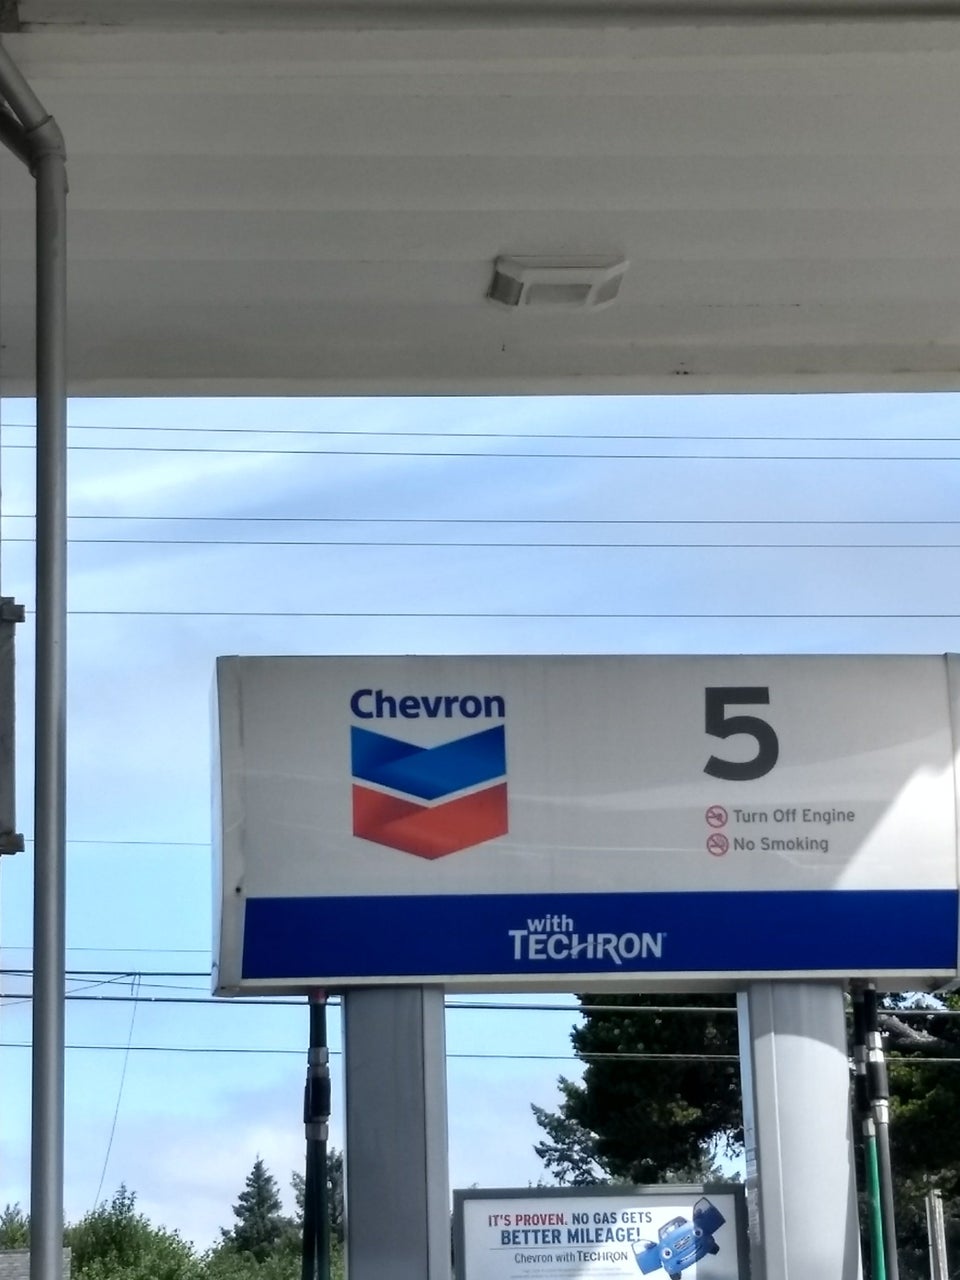 Chevron
5
Turn Off Engine
No Smoking
with
TECHRON
IT'S PROVEN. NO GAS GETS
BETTER MILEAGE!
Chevron with TECHRON